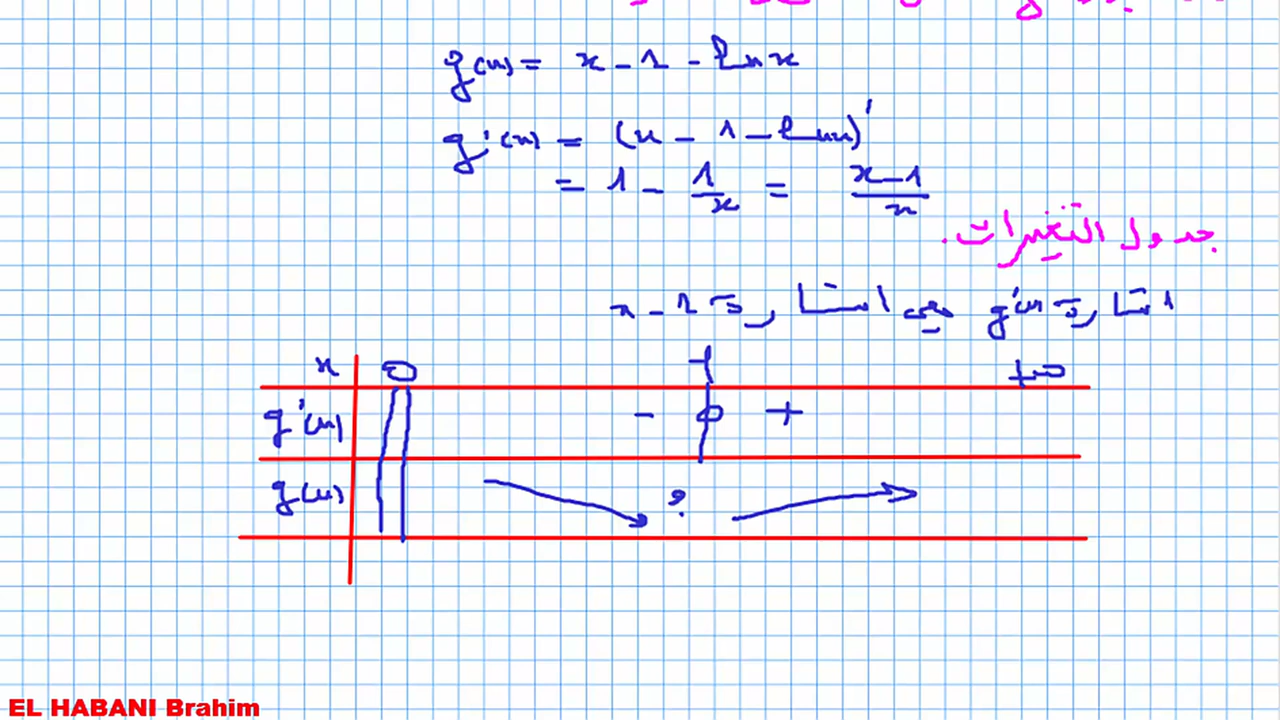 g(x) = x - 1 - ln x
g'(x) = (x - 1 - ln x)'
= 1 - 1/x = x-1/x
جدول التغيرات.
اشارة g'(x) هي اشارة x - 1
x 0 1 +∞
g'(x) - 0 +
g(x) ?
EL HABANI Brahim